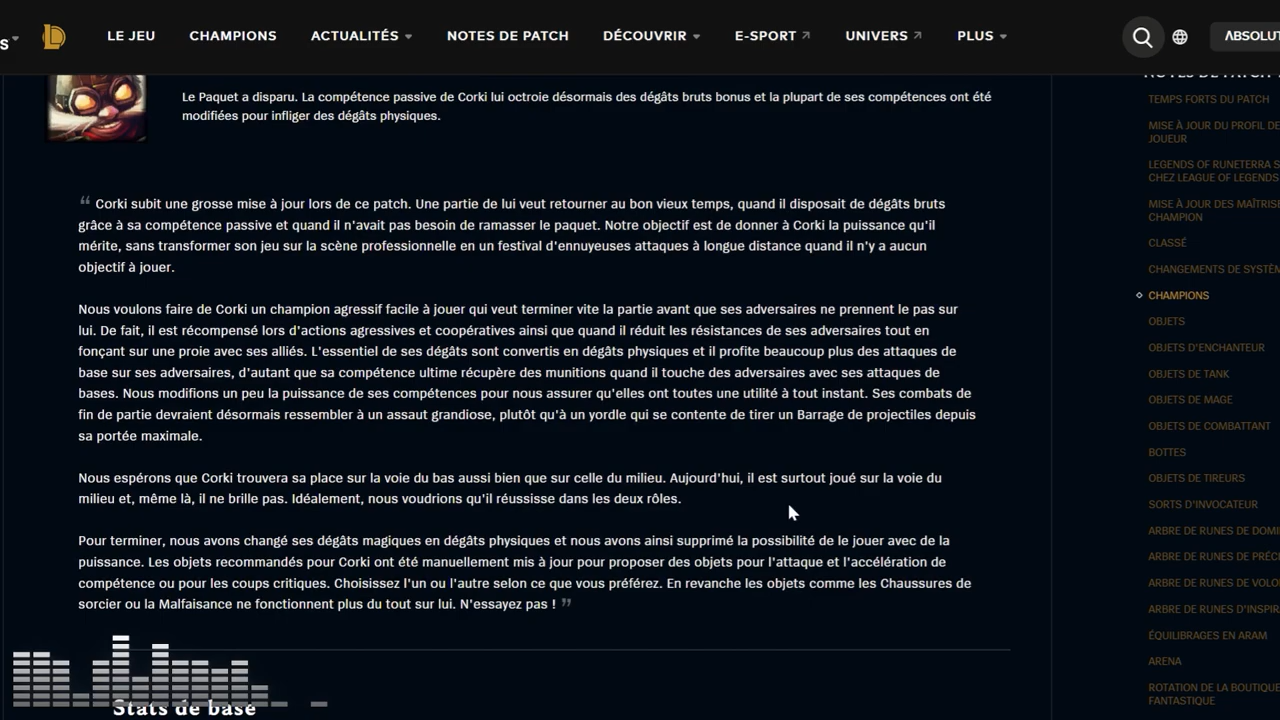 S
LE JEU CHAMPIONS ACTUALITÉS NOTES DE PATCH DÉCOUVRIR E-SPORT UNIVERS PLUS
Le Paquet a disparu. La compétence passive de Corki lui octroie désormais des dégâts bruts bonus et la plupart de ses compétences ont été
modifiées pour infliger des dégâts physiques.
“ Corki subit une grosse mise à jour lors de ce patch. Une partie de lui veut retourner au bon vieux temps, quand il disposait de dégâts bruts
grâce à sa compétence passive et quand il n'avait pas besoin de ramasser le paquet. Notre objectif est de donner à Corki la puissance qu'il
mérite, sans transformer son jeu sur la scène professionnelle en un festival d'ennuyeuses attaques à longue distance quand il n'y a aucun
objectif à jouer.
Nous voulons faire de Corki un champion agressif facile à jouer qui veut terminer vite la partie avant que ses adversaires ne prennent le pas sur
lui. De fait, il est récompensé lors d'actions agressives et coopératives ainsi que quand il réduit les résistances de ses adversaires tout en
fonçant sur une proie avec ses alliés. L'essentiel de ses dégâts sont convertis en dégâts physiques et il profite beaucoup plus des attaques de
base sur ses adversaires, d'autant que sa compétence ultime récupère des munitions quand il touche des adversaires avec ses attaques de
bases. Nous modifions un peu la puissance de ses compétences pour nous assurer qu'elles ont toutes une utilité à tout instant. Ses combats de
fin de partie devraient désormais ressembler à un assaut grandiose, plutôt qu'à un yordle qui se contente de tirer un Barrage de projectiles depuis
sa portée maximale.
Nous espérons que Corki trouvera sa place sur la voie du bas aussi bien que sur celle du milieu. Aujourd'hui, il est surtout joué sur la voie du
milieu et, même là, il ne brille pas. Idéalement, nous voudrions qu'il réussisse dans les deux rôles.
Pour terminer, nous avons changé ses dégâts magiques en dégâts physiques et nous avons ainsi supprimé la possibilité de le jouer avec de la
puissance. Les objets recommandés pour Corki ont été manuellement mis à jour pour proposer des objets pour l'attaque et l'accélération de
compétence ou pour les coups critiques. Choisissez l'un ou l'autre selon ce que vous préférez. En revanche les objets comme les Chaussures de
sorcier ou la Malfaisance ne fonctionnent plus du tout sur lui. N'essayez pas ! ”
Stats de base
ABSOLUT
NOTES DE PATCH
TEMPS FORTS DU PATCH
MISE À JOUR DU PROFIL DE
JOUEUR
LEGENDS OF RUNETERRA S
CHEZ LEAGUE OF LEGENDS
MISE À JOUR DES MAÎTRIS
CHAMPION
CLASSÉ
CHANGEMENTS DE SYSTÈM
CHAMPIONS
OBJETS
OBJETS D'ENCHANTEUR
OBJETS DE TANK
OBJETS DE MAGE
OBJETS DE COMBATTANT
BOTTES
OBJETS DE TIREURS
SORTS D'INVOCATEUR
ARBRE DE RUNES DE DOMI
ARBRE DE RUNES DE PRÉC
ARBRE DE RUNES DE VOLO
ARBRE DE RUNES D'INSPIR
ÉQUILIBRAGES EN ARAM
ARENA
ROTATION DE LA BOUTIQUE
FANTASTIQUE